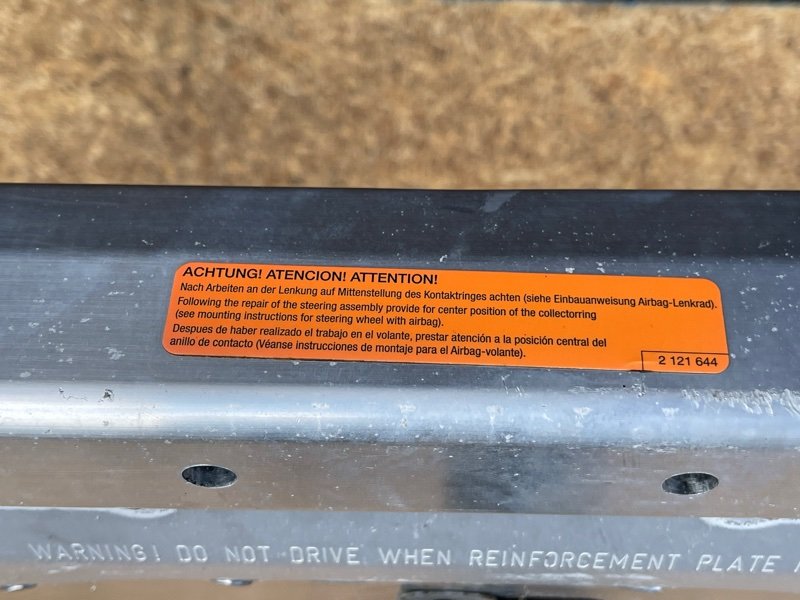 ACHTUNG! ATENCION! ATTENTION!
Nach Arbeiten an der Lenkung auf Mittenstellung des Kontaktringes achten (siehe Einbauanweisung Airbag-Lenkrad).
Following the repair of the steering assembly provide for center position of the collectorring
(see mounting instructions for steering wheel with airbag).
Despues de haber realizado el trabajo en el volante, prestar atención a la posición central del
anillo de contacto (Véanse instrucciones de montaje para el Airbag-volante).
2 121 644
WARNING! DO NOT DRIVE WHEN REINFORCEMENT PLATE